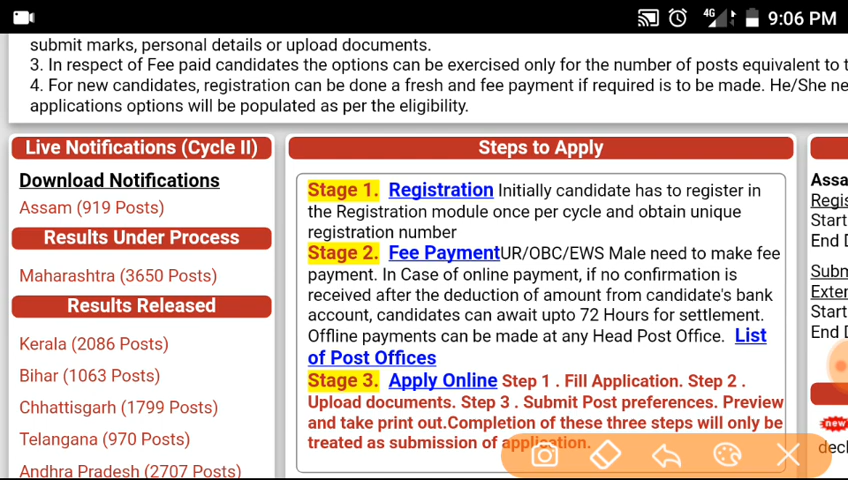 4G
9:06 PM
submit marks, personal details or upload documents.
3. In respect of Fee paid candidates the options can be exercised only for the number of posts equivalent to
4. For new candidates, registration can be done a fresh and fee payment if required is to be made. He/She
applications options will be populated as per the eligibility.
Live Notifications (Cycle II)
Download Notifications
Assam (919 Posts)
Results Under Process
Maharashtra (3650 Posts)
Results Released
Kerala (2086 Posts)
Bihar (1063 Posts)
Chhattisgarh (1799 Posts)
Telangana (970 Posts)
Andhra Pradesh (2707 Posts)
Steps to Apply
Stage 1. Registration Initially candidate has to register in
the Registration module once per cycle and obtain unique
registration number
Stage 2. Fee PaymentUR/OBC/EWS Male need to make fee
payment. In Case of online payment, if no confirmation is
received after the deduction of amount from candidate's bank
account, candidates can await upto 72 Hours for settlement.
Offline payments can be made at any Head Post Office. List
of Post Offices
Stage 3. Apply Online Step 1 . Fill Application. Step 2 .
Upload documents. Step 3 . Submit Post preferences. Preview
and take print out.Completion of these three steps will only be
treated as submission of application.
Assa
Regis
Start
End D
Subm
Exter
Start
End D
new
decl